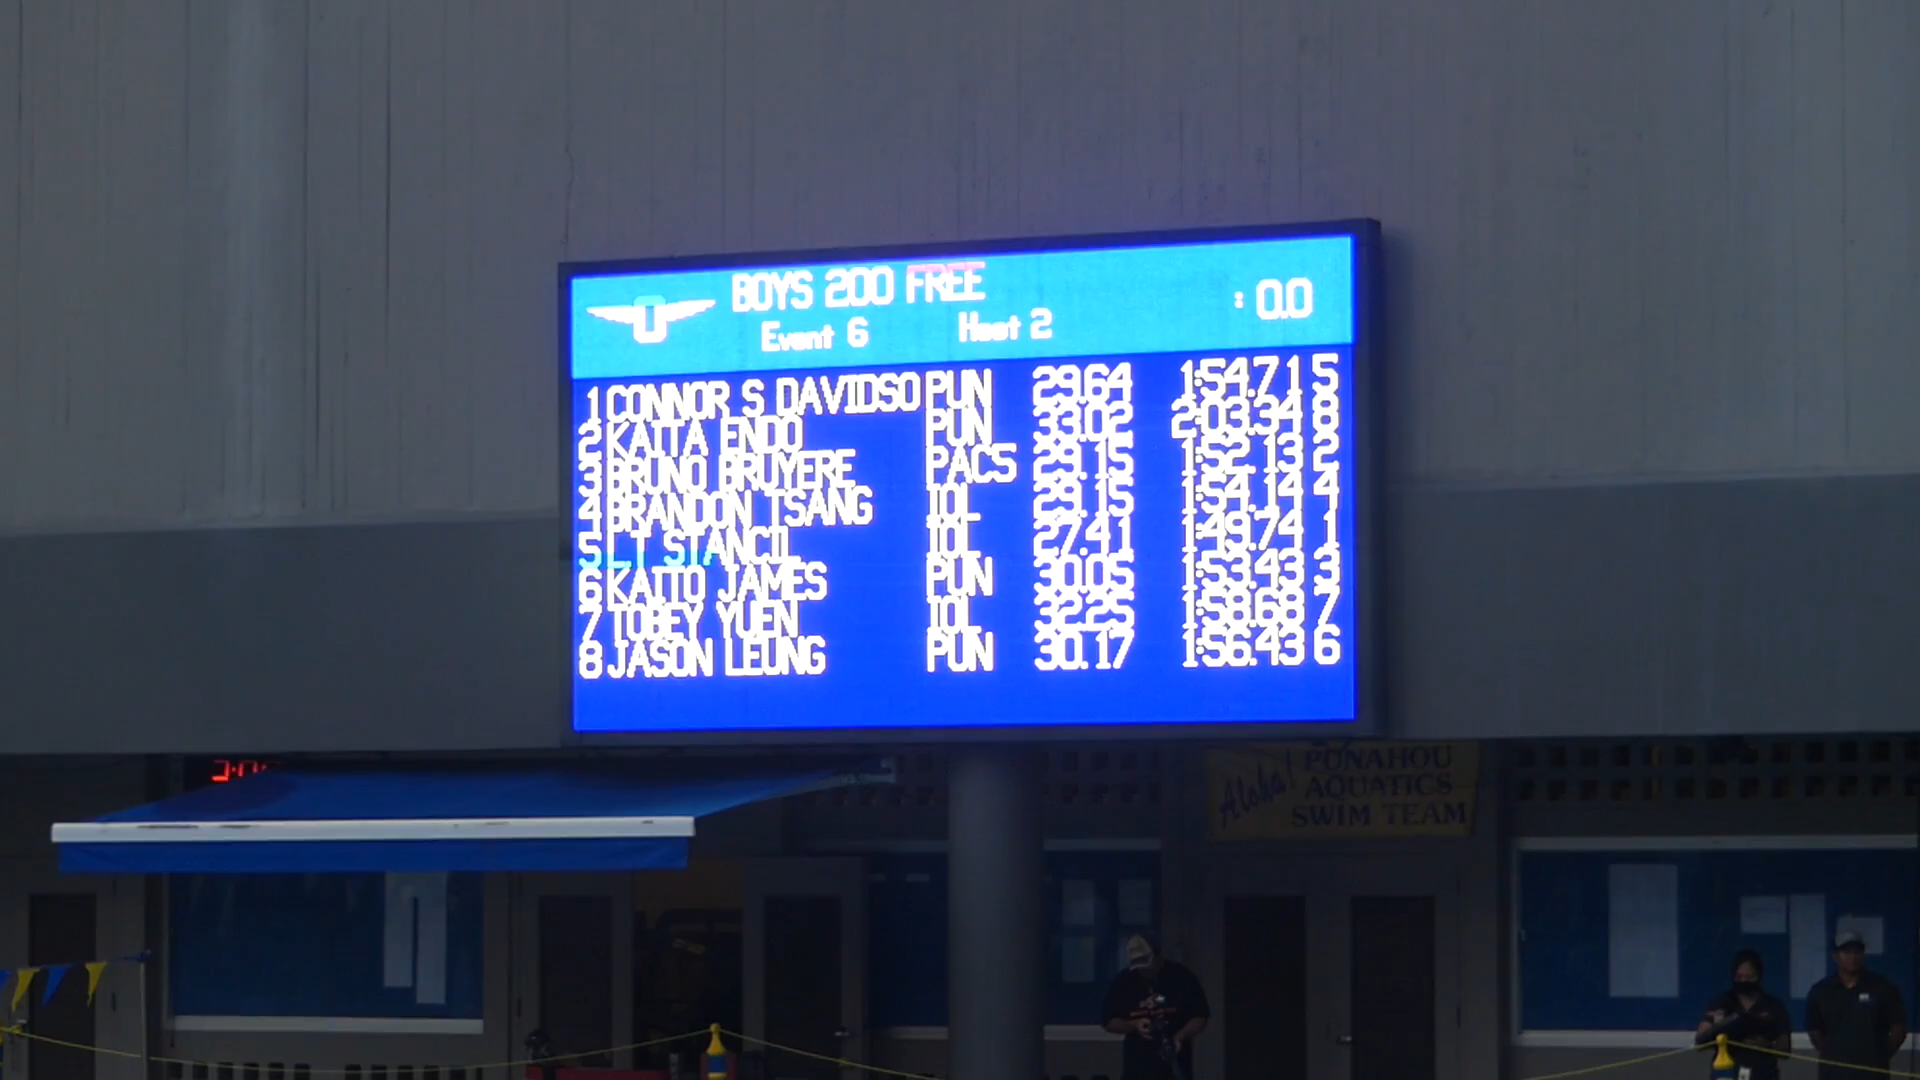 BOYS 200 FREE
: 0.0
Event 6 Heat 2
1 CONNOR S DAVIDSO PUN 29.64 1:54.71 5
2 KAITA ENDO PUN 33.02 2:03.34 8
3 BRUNO BRUYERE PAC5 29.15 1:52.13 2
4 BRANDON TSANG IOL 29.15 1:54.14 4
5 LT STANCIL IOL 27.41 1:49.74 1
6 KAITO JAMES PUN 30.05 1:53.43 3
7 TOBEY YUEN IOL 32.25 1:58.68 7
8 JASON LEUNG PUN 30.17 1:56.43 6
Aloha!
PUNAHOU
AQUATICS
SWIM TEAM